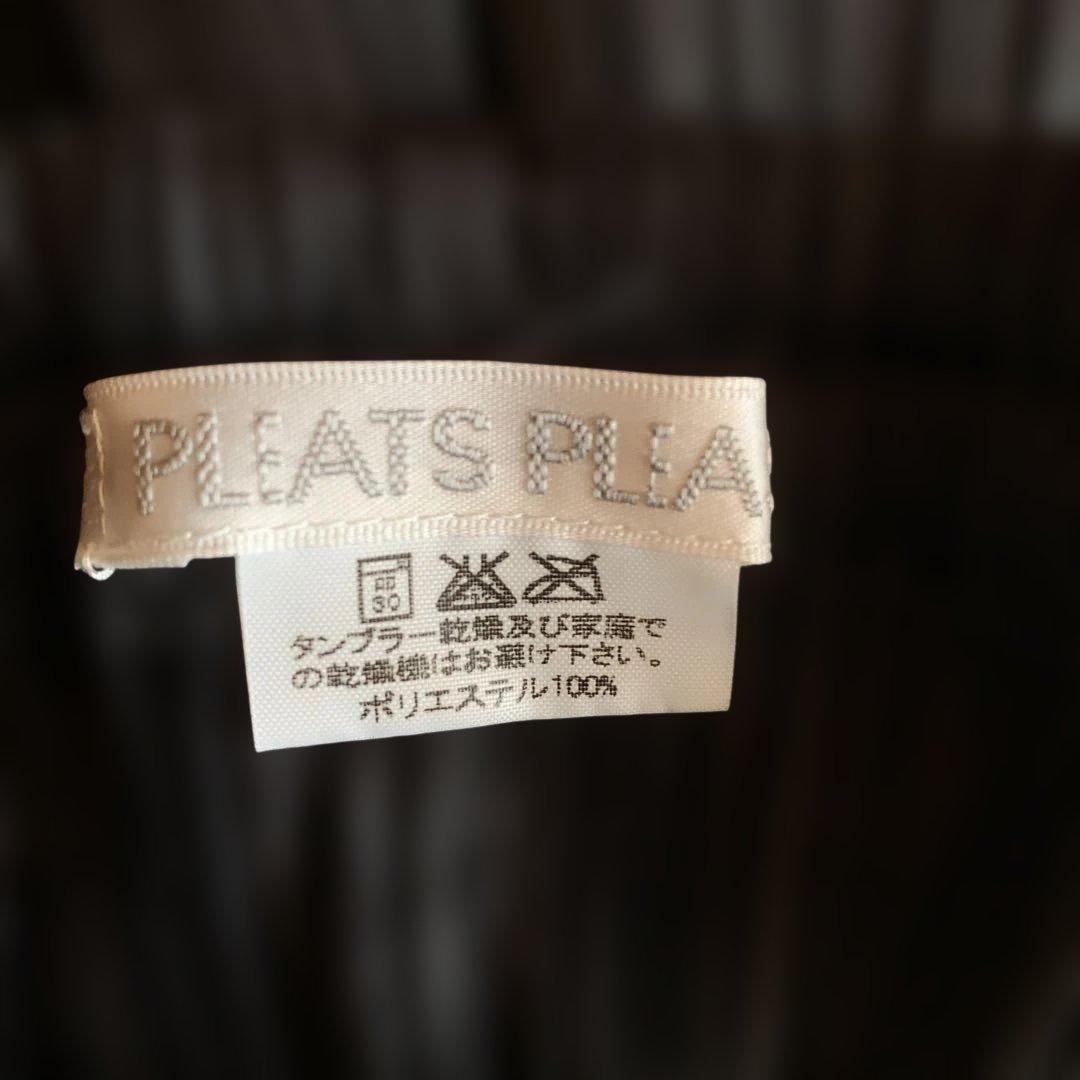 PLEATS PLEA
30
タンブラー乾燥及び家庭で
の乾燥機はお避け下さい。
ポリエステル100%